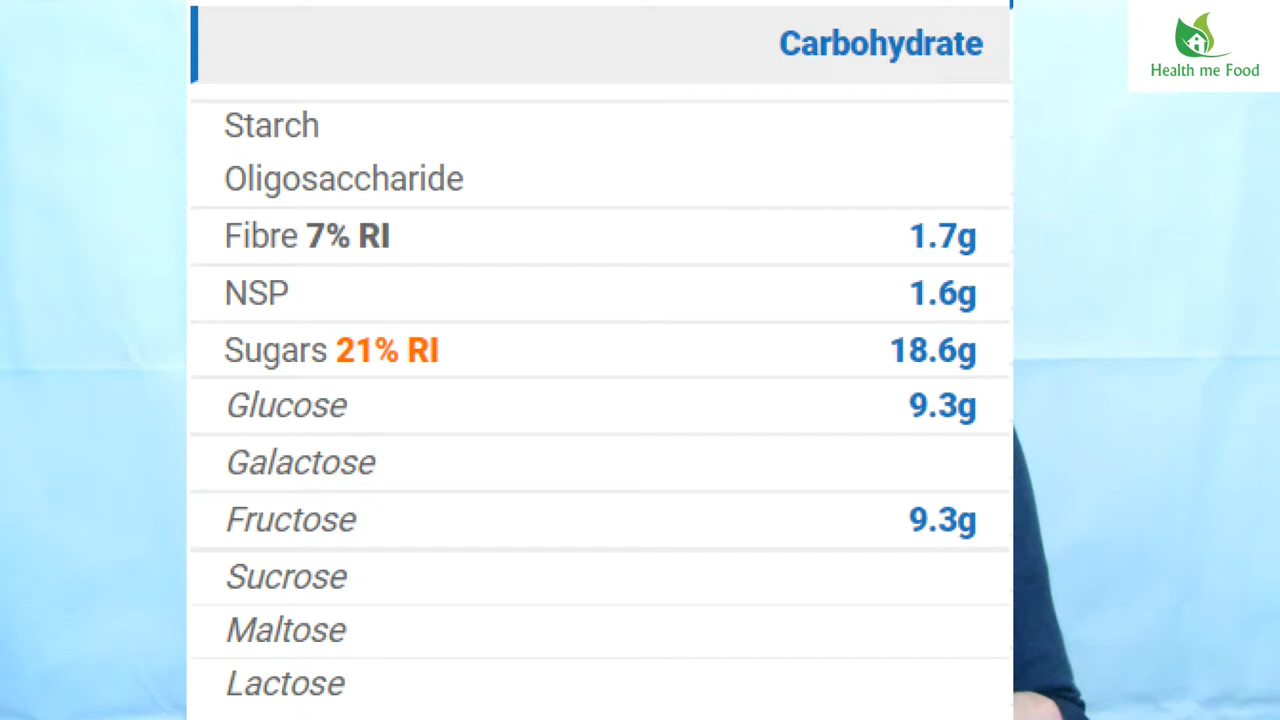 Carbohydrate
Health me Food
Starch
Oligosaccharide
Fibre 7% RI 1.7g
NSP 1.6g
Sugars 21% RI 18.6g
Glucose 9.3g
Galactose
Fructose 9.3g
Sucrose
Maltose
Lactose